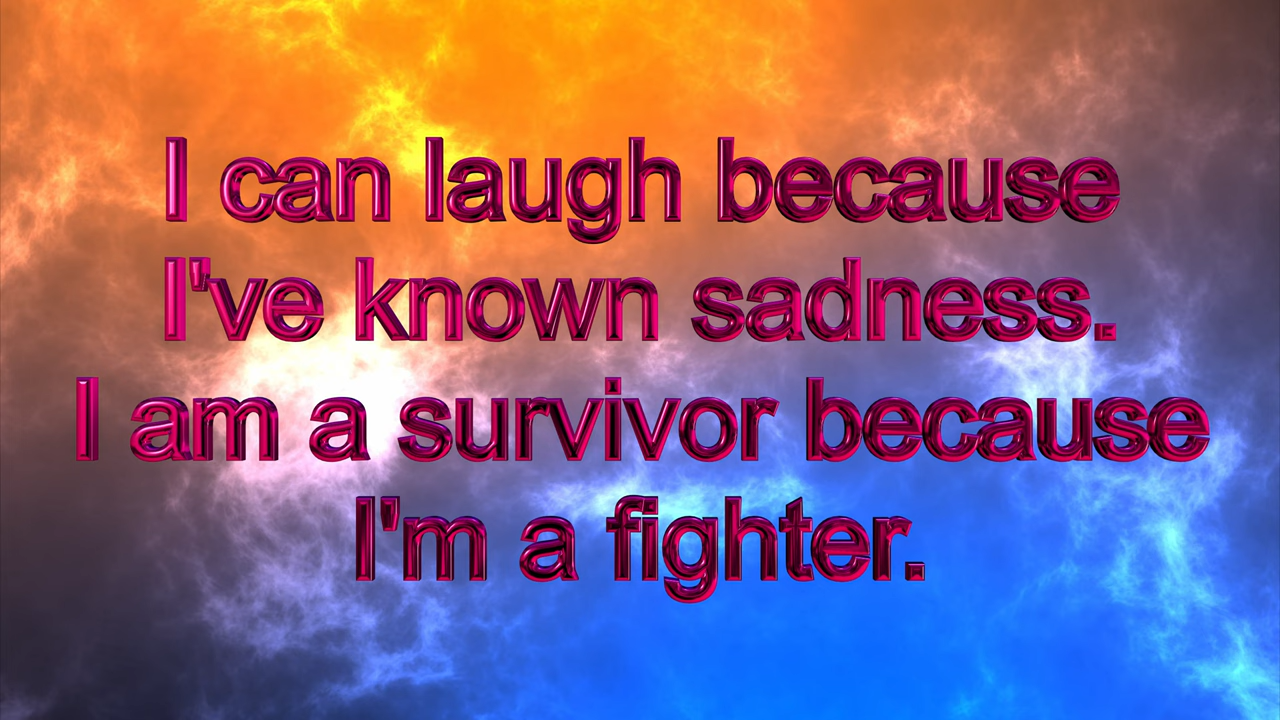 I can laugh because
I've known sadness.
I am a survivor because
I'm a fighter.